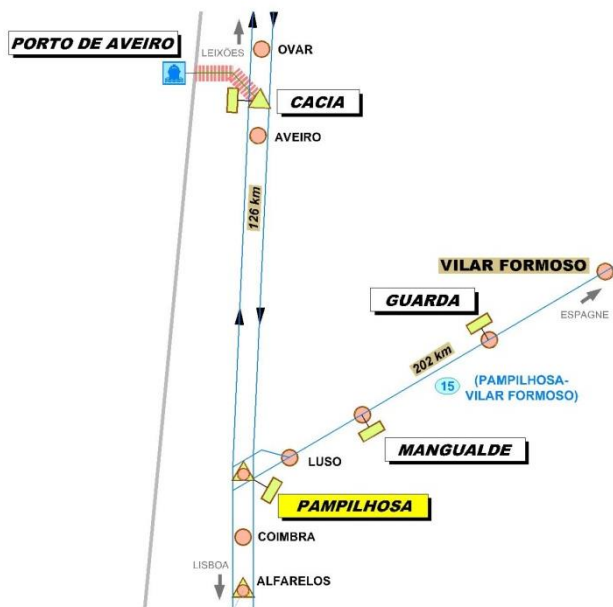 PORTO DE AVEIRO
LEIXÕES
OVAR
CACIA
AVEIRO
126 km
VILAR FORMOSO
GUARDA
ESPAGNE
202 km
15
(PAMPILHOSA-
VILAR FORMOSO)
MANGUALDE
LUSO
PAMPILHOSA
COIMBRA
LISBOA
ALFARELOS